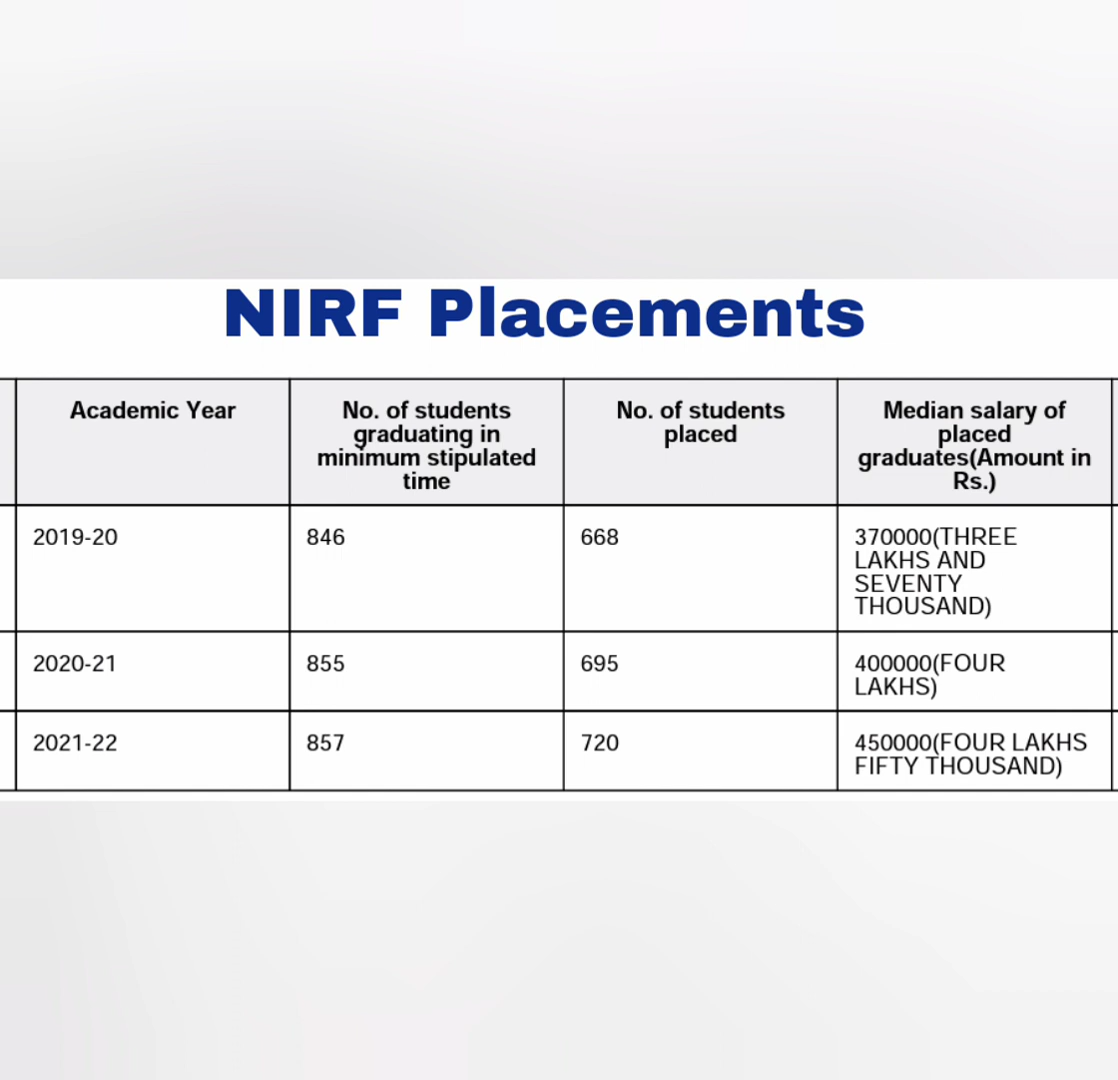 NIRF Placements
Academic Year
No. of students
graduating in
minimum stipulated
time
No. of students
placed
Median salary of
placed
graduates(Amount in
Rs.)
2019-20
846
668
370000(THREE
LAKHS AND
SEVENTY
THOUSAND)
2020-21
855
695
400000(FOUR
LAKHS)
2021-22
857
720
450000(FOUR LAKHS
FIFTY THOUSAND)